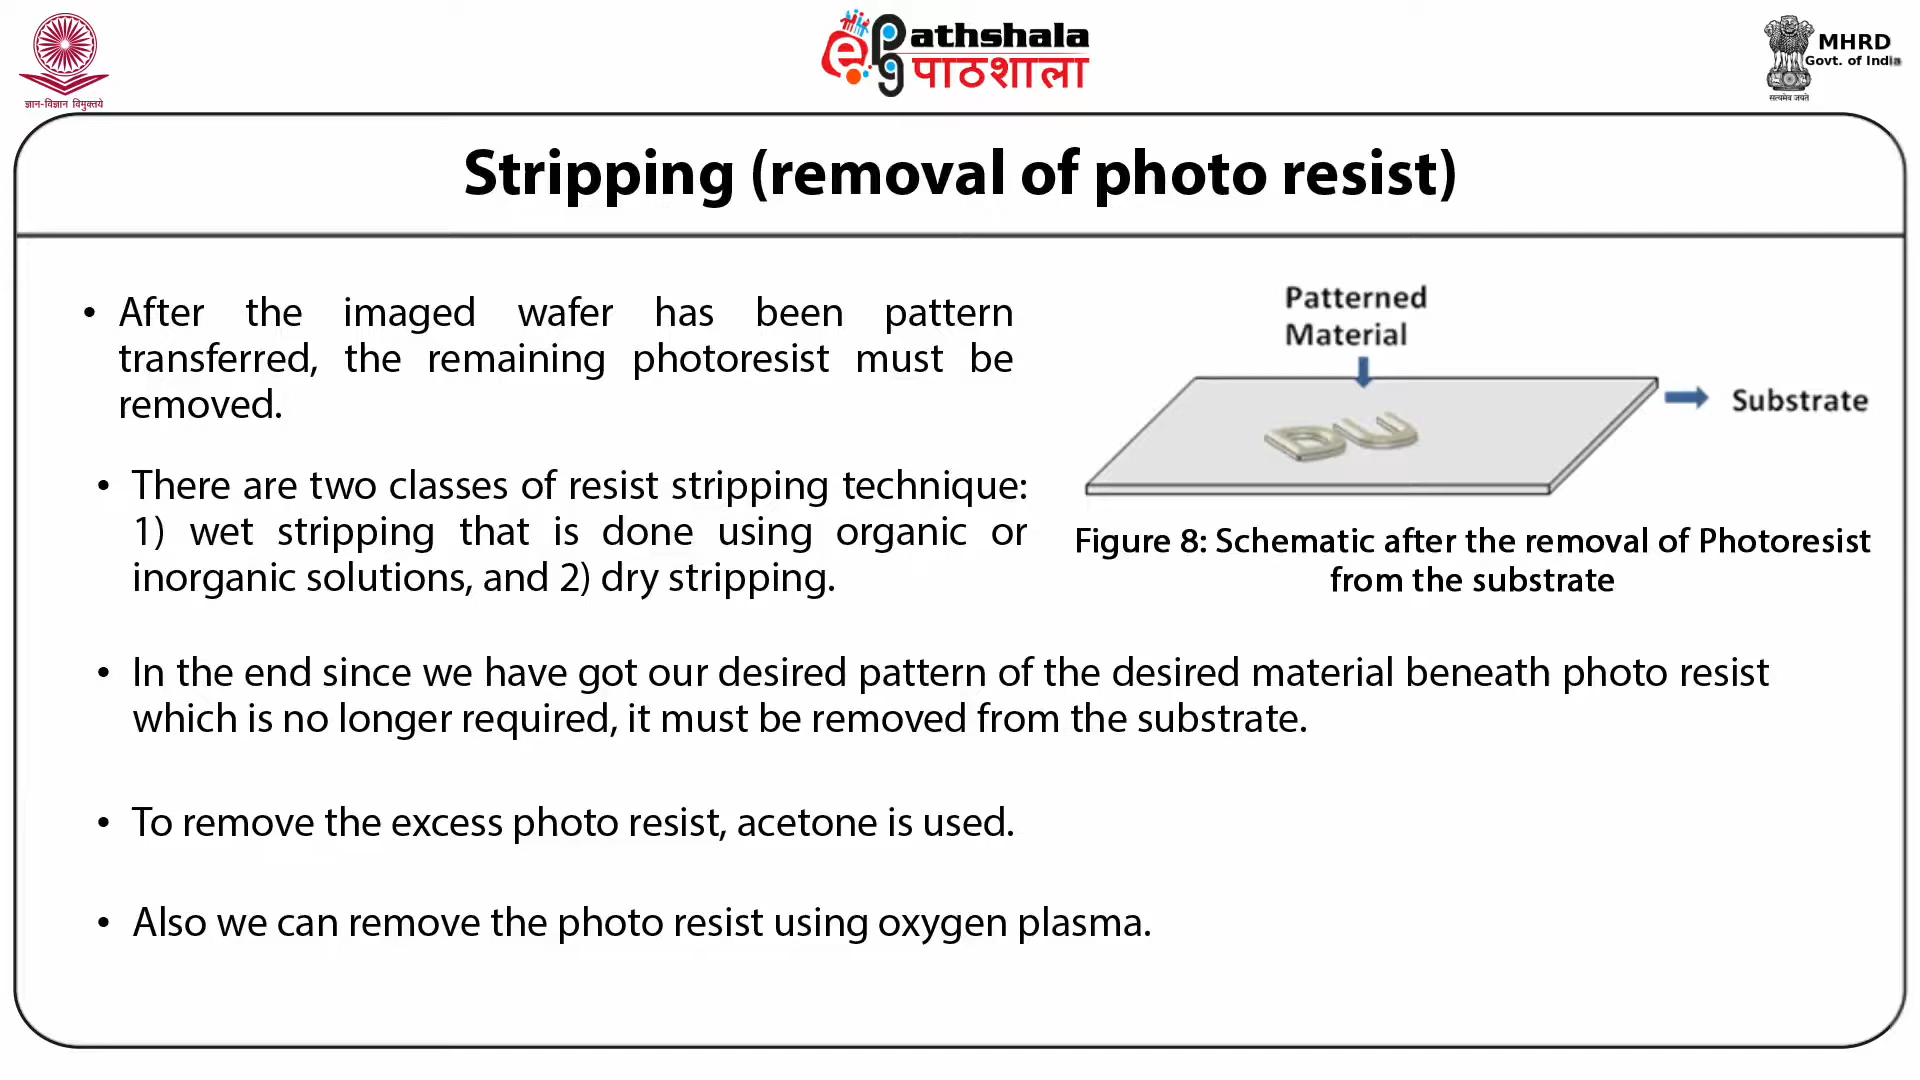 ज्ञान-विज्ञान विमुक्तये
e Pathshala
पाठशाला
MHRD
Govt. of India
सत्यमेव जयते
Stripping (removal of photo resist)
• After the imaged wafer has been pattern
transferred, the remaining photoresist must be
removed.
• There are two classes of resist stripping technique:
1) wet stripping that is done using organic or
inorganic solutions, and 2) dry stripping.
Patterned
Material
Substrate
DU
Figure 8: Schematic after the removal of Photoresist
from the substrate
• In the end since we have got our desired pattern of the desired material beneath photo resist
which is no longer required, it must be removed from the substrate.
• To remove the excess photo resist, acetone is used.
• Also we can remove the photo resist using oxygen plasma.